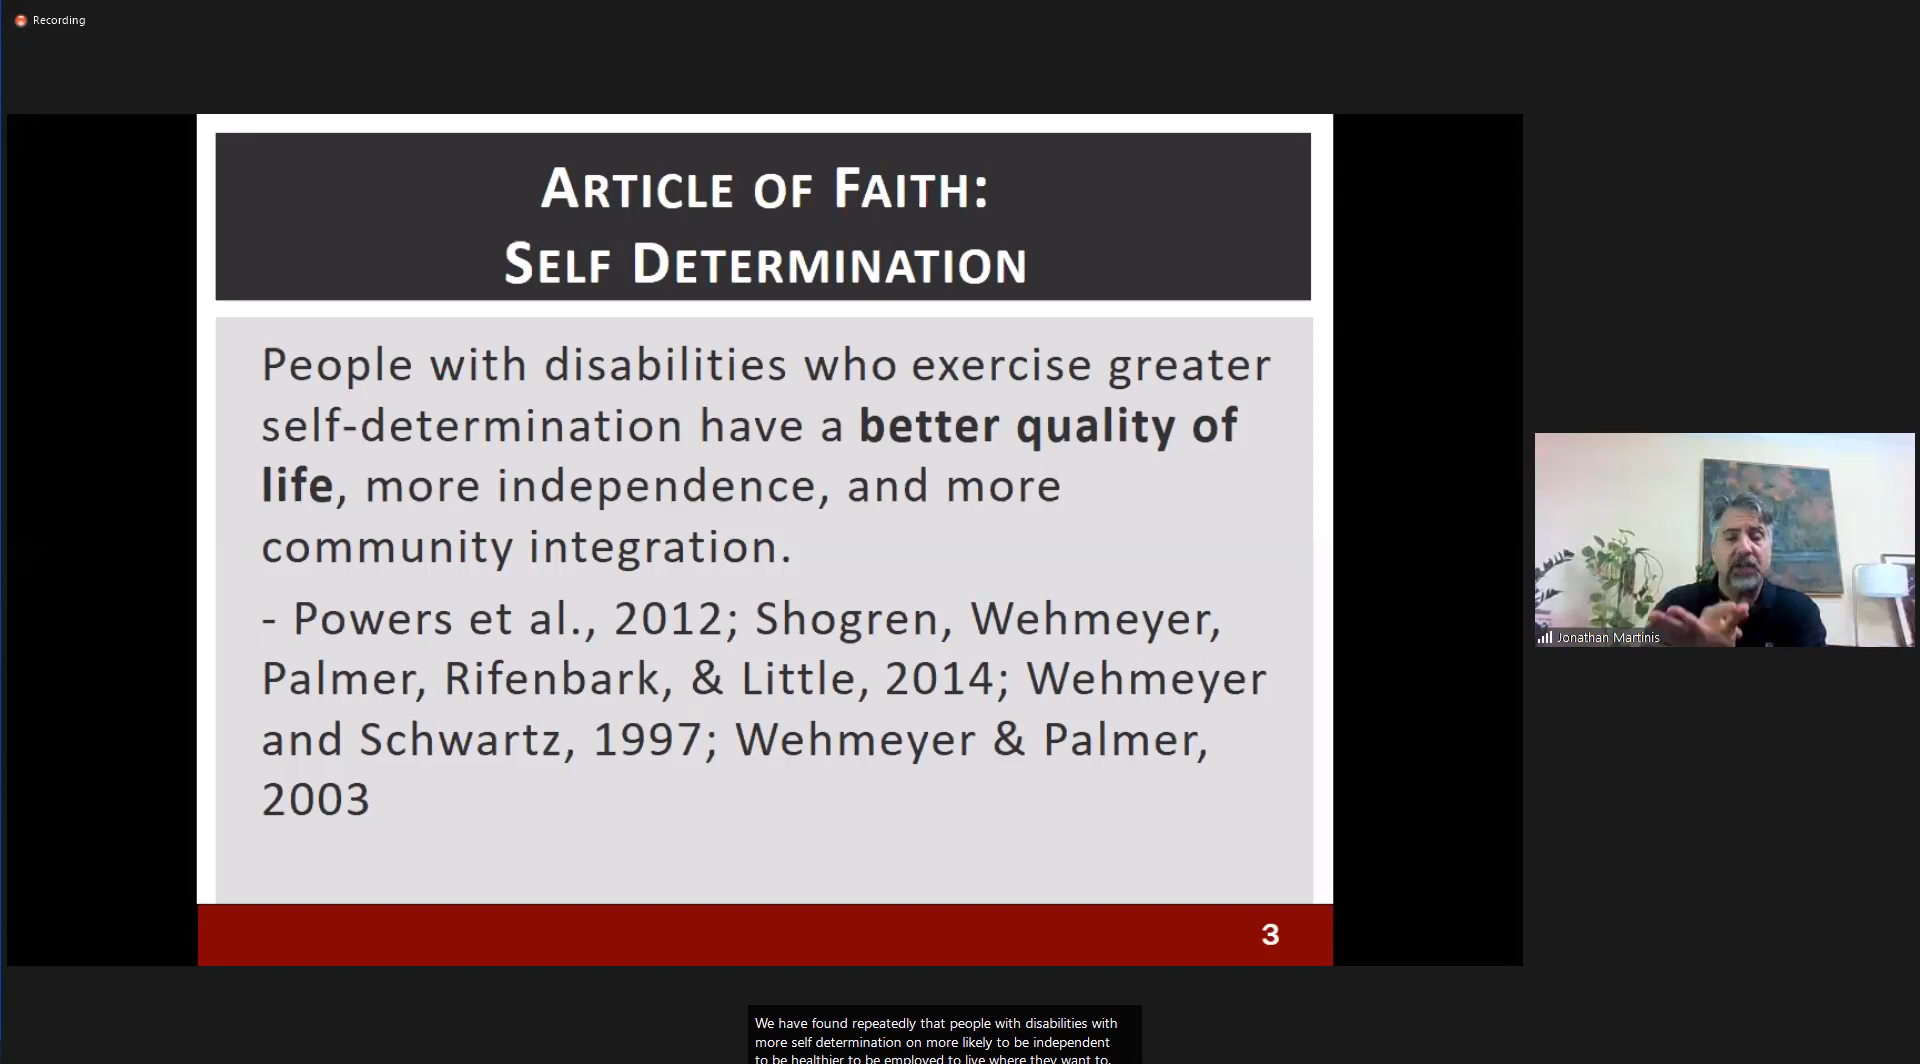 Recording
ARTICLE OF FAITH:
SELF DETERMINATION
People with disabilities who exercise greater
self-determination have a better quality of
life, more independence, and more
community integration.
- Powers et al., 2012; Shogren, Wehmeyer,
Palmer, Rifenbark, & Little, 2014; Wehmeyer
and Schwartz, 1997; Wehmeyer & Palmer,
2003
3
Jonathan Martinis
We have found repeatedly that people with disabilities with
more self determination on more likely to be independent
to be healthier to be employed to live where they want to.